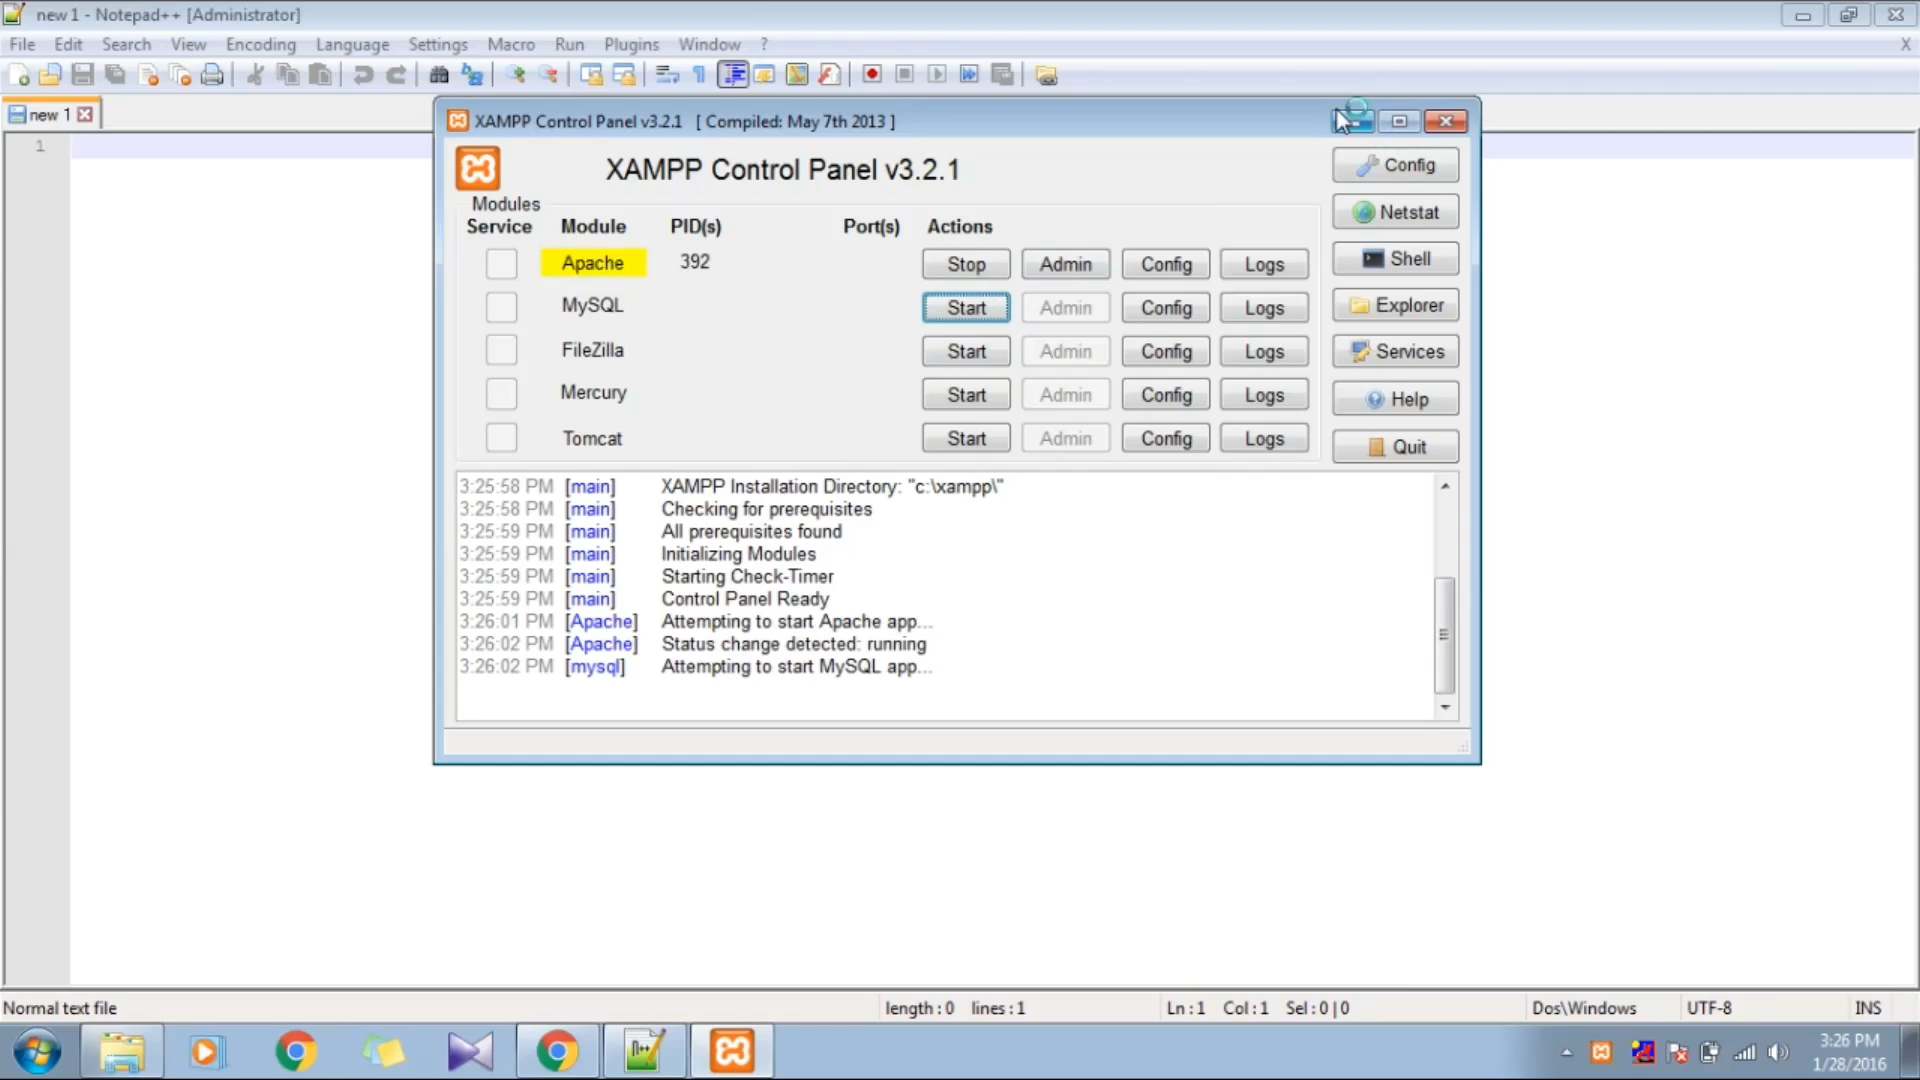 new 1 - Notepad++ [Administrator]
File Edit Search View Encoding Language Settings Macro Run Plugins Window ? X
new 1
1
XAMPP Control Panel v3.2.1 [ Compiled: May 7th 2013 ]
XAMPP Control Panel v3.2.1
Config
Modules
Service Module PID(s) Port(s) Actions
Netstat
Apache 392 Stop Admin Config Logs
Shell
MySQL Start Admin Config Logs
Explorer
FileZilla Start Admin Config Logs
Services
Mercury Start Admin Config Logs
Help
Tomcat Start Admin Config Logs
Quit
3:25:58 PM [main] XAMPP Installation Directory: "c:\xampp\"
3:25:58 PM [main] Checking for prerequisites
3:25:59 PM [main] All prerequisites found
3:25:59 PM [main] Initializing Modules
3:25:59 PM [main] Starting Check-Timer
3:25:59 PM [main] Control Panel Ready
3:26:01 PM [Apache] Attempting to start Apache app...
3:26:02 PM [Apache] Status change detected: running
3:26:02 PM [mysql] Attempting to start MySQL app...
Normal text file length : 0 lines : 1 Ln : 1 Col : 1 Sel : 0 | 0 Dos\Windows UTF-8 INS
3:26 PM
1/28/2016